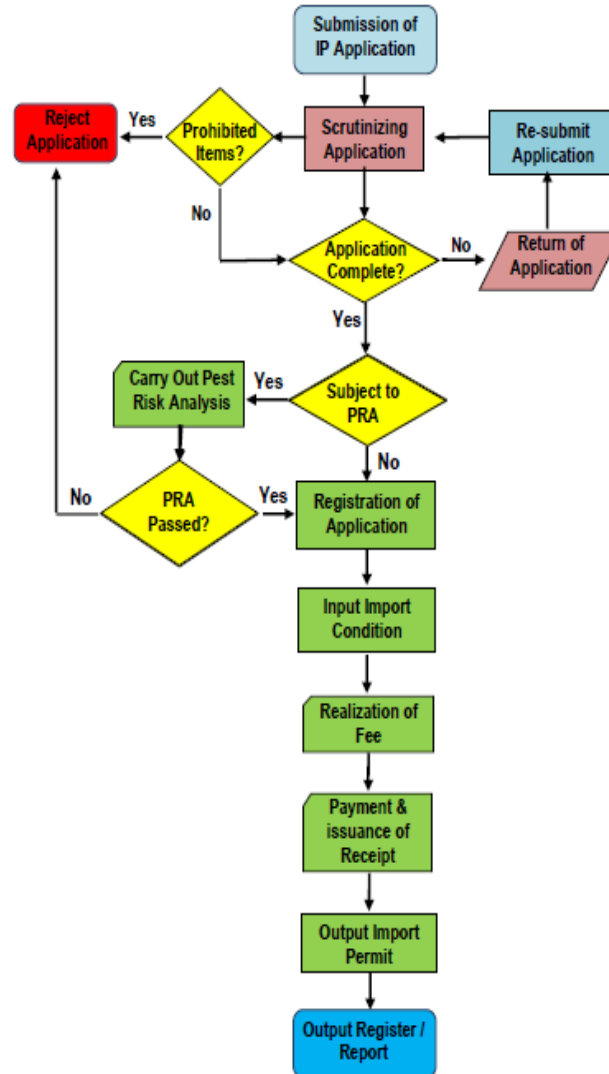 Submission of
IP Application
Reject
Application
Yes
Prohibited
Items?
Scrutinizing
Application
Re-submit
Application
No
Application
Complete?
No
Return of
Application
Yes
Carry Out Pest
Risk Analysis
Yes
Subject to
PRA
No
No
PRA
Passed?
Yes
Registration of
Application
Input Import
Condition
Realization of
Fee
Payment &
issuance of
Receipt
Output Import
Permit
Output Register /
Report